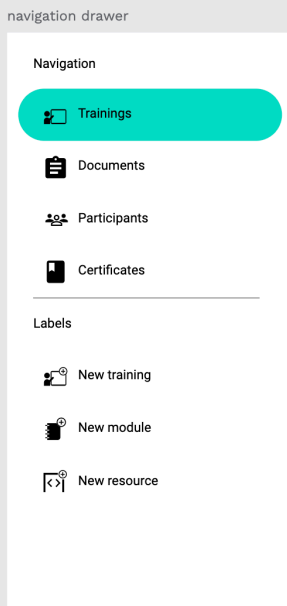 navigation drawer
Navigation
Trainings
Documents
Participants
Certificates
Labels
New training
New module
New resource